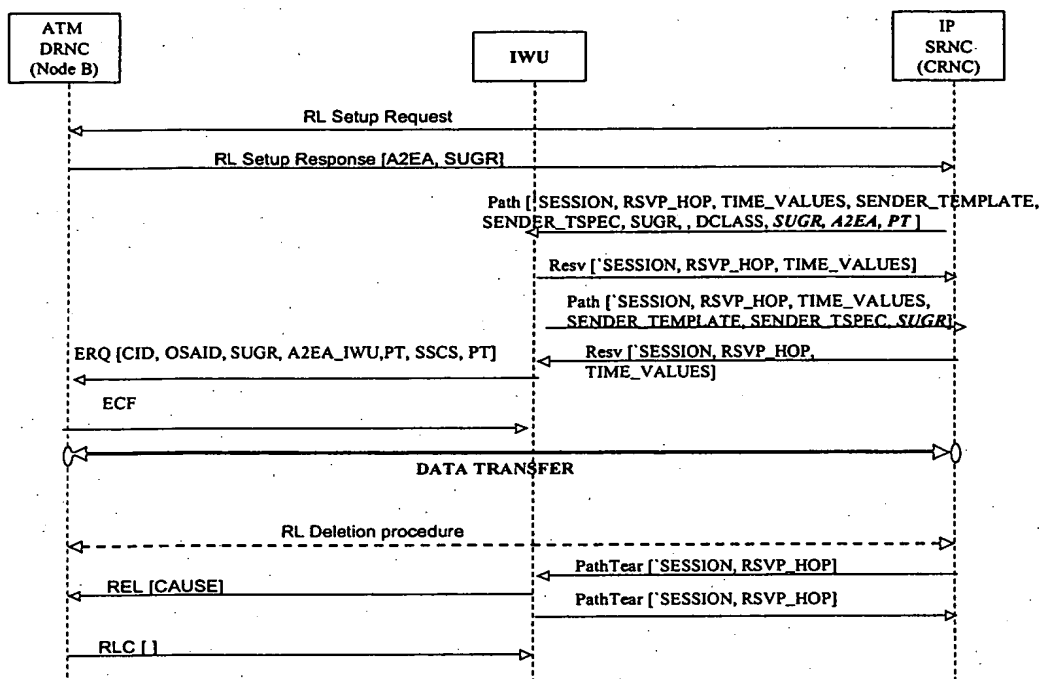 ATM
DRNC
(Node B)
IWU
IP
SRNC
(CRNC)
RL Setup Request
RL Setup Response [A2EA, SUGR]
Path [`SESSION, RSVP_HOP, TIME_VALUES, SENDER_TEMPLATE,
SENDER_TSPEC, SUGR, , DCLASS, SUGR, A2EA, PT ]
Resv [`SESSION, RSVP_HOP, TIME_VALUES]
Path [`SESSION, RSVP_HOP, TIME_VALUES,
SENDER_TEMPLATE, SENDER_TSPEC, SUGR]
ERQ [CID, OSAID, SUGR, A2EA_IWU,PT, SSCS, PT]
Resv [`SESSION, RSVP_HOP,
TIME_VALUES]
ECF
DATA TRANSFER
RL Deletion procedure
PathTear [`SESSION, RSVP_HOP]
REL [CAUSE]
PathTear [`SESSION, RSVP_HOP]
RLC [ ]